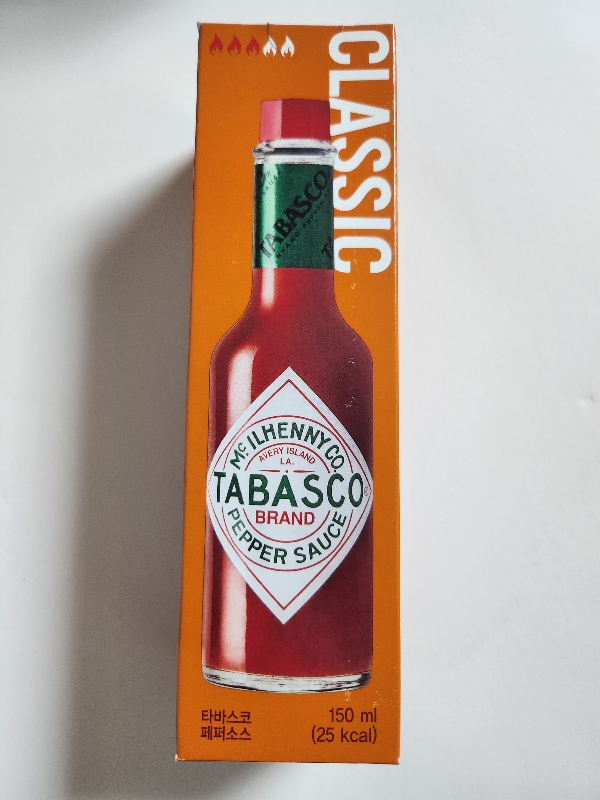 CLASSIC
TABASCO
McILHENNY CO.
AVERY ISLAND
LA.
TABASCO®
BRAND
PEPPER SAUCE
타바스코
페퍼소스
150 ml
(25 kcal)